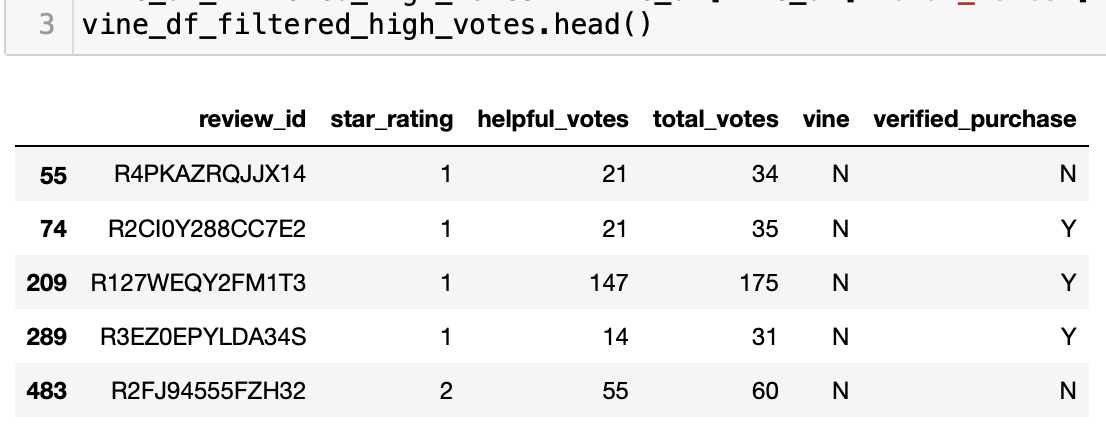 3 vine_df_filtered_high_votes.head()
review_id star_rating helpful_votes total_votes vine verified_purchase
55 R4PKAZRQJJX14 1 21 34 N N
74 R2CI0Y288CC7E2 1 21 35 N Y
209 R127WEQY2FM1T3 1 147 175 N Y
289 R3EZ0EPYLDA34S 1 14 31 N Y
483 R2FJ94555FZH32 2 55 60 N N